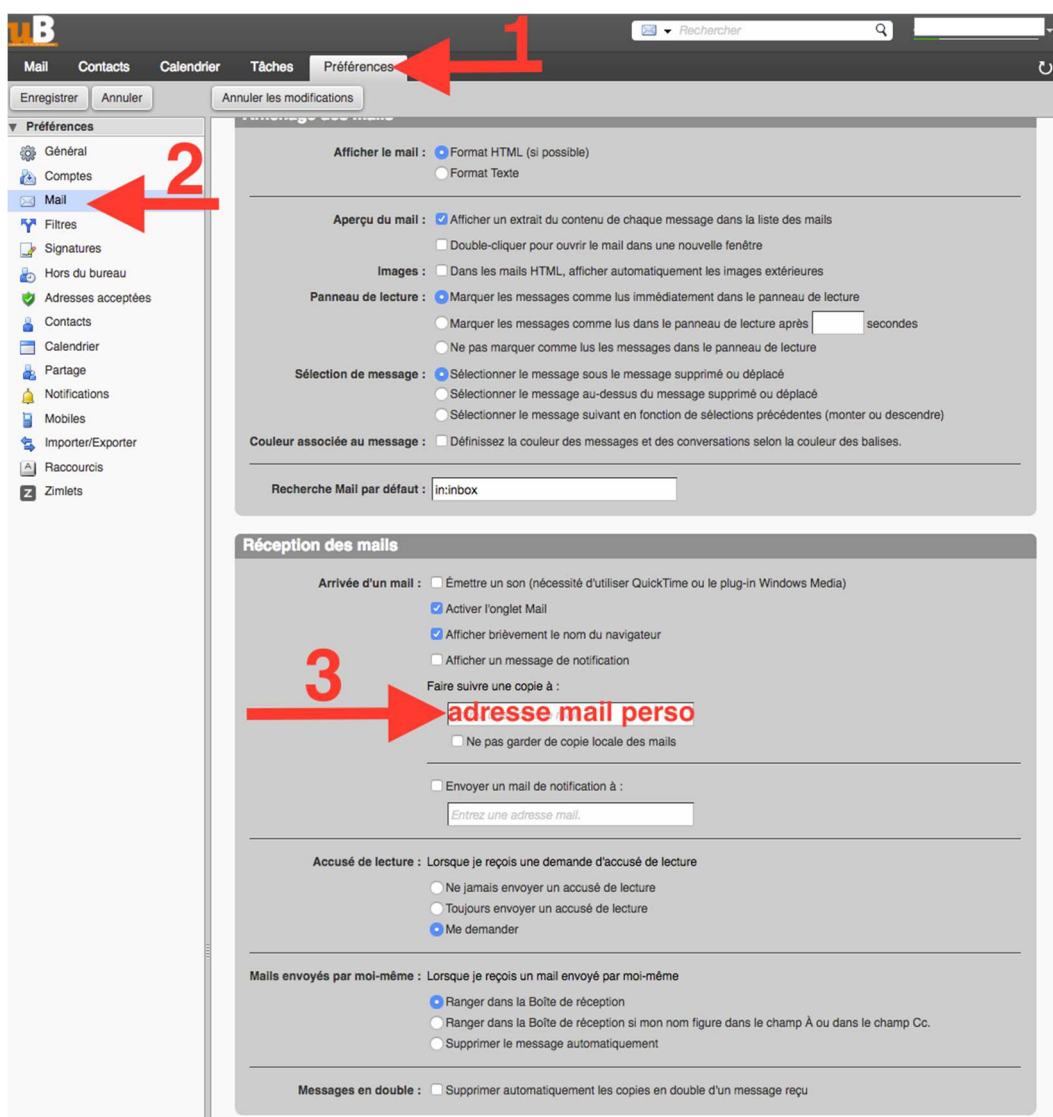 uB
Rechercher
1
Mail Contacts Calendrier Tâches Préférences
Enregistrer Annuler Annuler les modifications
Préférences
Général
Comptes
2
Mail
Filtres
Signatures
Hors du bureau
Adresses acceptées
Contacts
Calendrier
Partage
Notifications
Mobiles
Importer/Exporter
Raccourcis
Zimlets
Affichage des mails
Afficher le mail : Format HTML (si possible)
Format Texte
Aperçu du mail : Afficher un extrait du contenu de chaque message dans la liste des mails
Double-cliquer pour ouvrir le mail dans une nouvelle fenêtre
Images : Dans les mails HTML, afficher automatiquement les images extérieures
Panneau de lecture : Marquer les messages comme lus immédiatement dans le panneau de lecture
Marquer les messages comme lus dans le panneau de lecture après secondes
Ne pas marquer comme lus les messages dans le panneau de lecture
Sélection de message : Sélectionner le message sous le message supprimé ou déplacé
Sélectionner le message au-dessus du message supprimé ou déplacé
Sélectionner le message suivant en fonction de sélections précédentes (monter ou descendre)
Couleur associée au message : Définissez la couleur des messages et des conversations selon la couleur des balises.
Recherche Mail par défaut : in:inbox
Réception des mails
Arrivée d'un mail : Émettre un son (nécessité d'utiliser QuickTime ou le plug-in Windows Media)
Activer l'onglet Mail
Afficher brièvement le nom du navigateur
Afficher un message de notification
3
Faire suivre une copie à :
adresse mail perso
Ne pas garder de copie locale des mails
Envoyer un mail de notification à :
Entrez une adresse mail.
Accusé de lecture : Lorsque je reçois une demande d'accusé de lecture
Ne jamais envoyer un accusé de lecture
Toujours envoyer un accusé de lecture
Me demander
Mails envoyés par moi-même : Lorsque je reçois un mail envoyé par moi-même
Ranger dans la Boîte de réception
Ranger dans la Boîte de réception si mon nom figure dans le champ À ou dans le champ Cc.
Supprimer le message automatiquement
Messages en double : Supprimer automatiquement les copies en double d'un message reçu